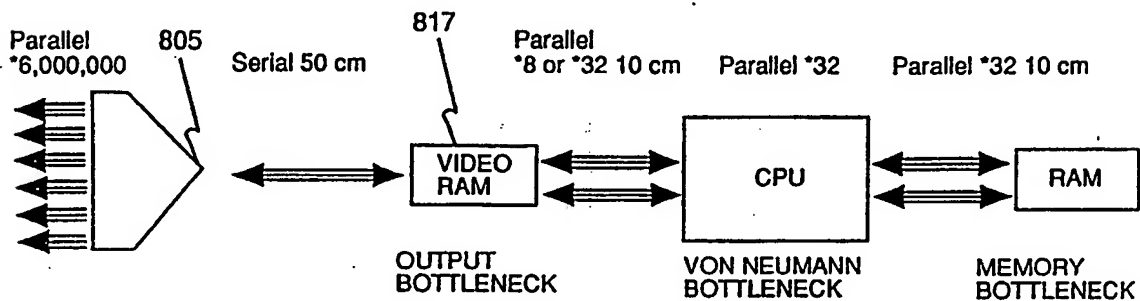 Parallel
*6,000,000
805
Serial 50 cm
817
Parallel
*8 or *32 10 cm
Parallel *32
Parallel *32 10 cm
VIDEO
RAM
CPU
RAM
OUTPUT
BOTTLENECK
VON NEUMANN
BOTTLENECK
MEMORY
BOTTLENECK